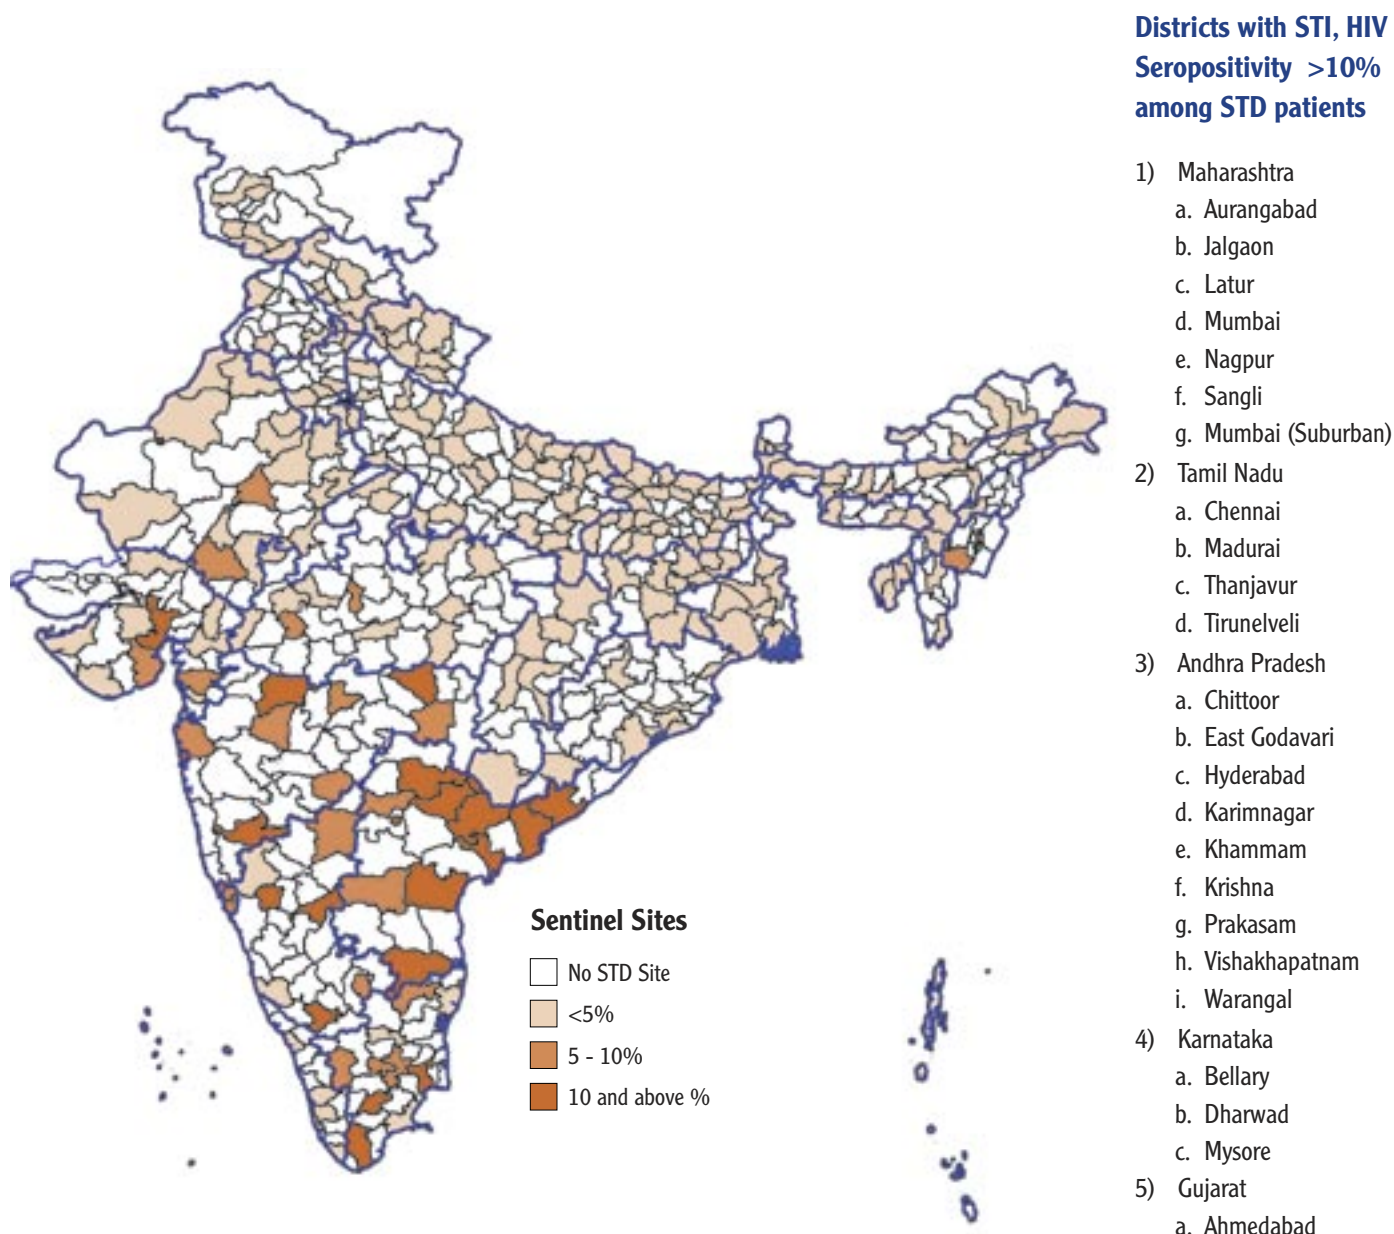 Districts with STI, HIV
Seropositivity >10%
among STD patients
1) Maharashtra
a. Aurangabad
b. Jalgaon
c. Latur
d. Mumbai
e. Nagpur
f. Sangli
g. Mumbai (Suburban)
2) Tamil Nadu
a. Chennai
b. Madurai
c. Thanjavur
d. Tirunelveli
3) Andhra Pradesh
a. Chittoor
b. East Godavari
c. Hyderabad
d. Karimnagar
e. Khammam
f. Krishna
g. Prakasam
h. Vishakhapatnam
i. Warangal
4) Karnataka
a. Bellary
b. Dharwad
c. Mysore
5) Gujarat
a. Ahmedabad
Sentinel Sites
No STD Site
<5%
5 - 10%
10 and above %